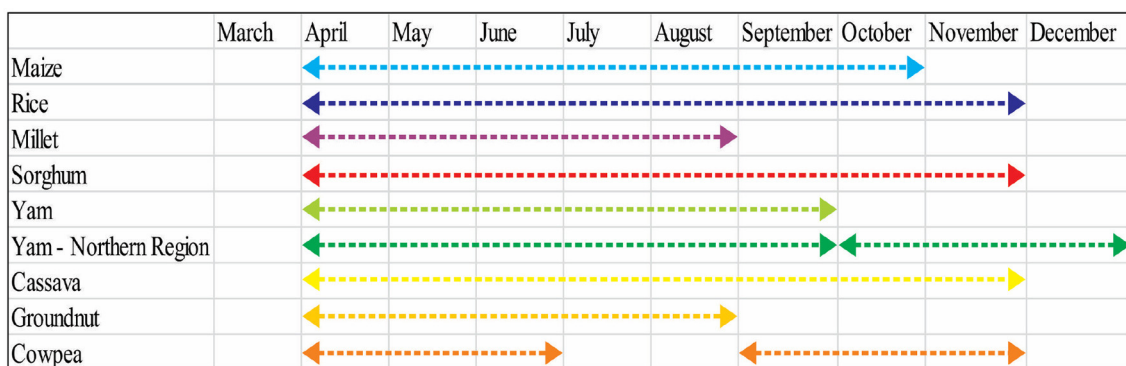 March April May June July August September October November December
Maize
Rice
Millet
Sorghum
Yam
Yam - Northern Region
Cassava
Groundnut
Cowpea